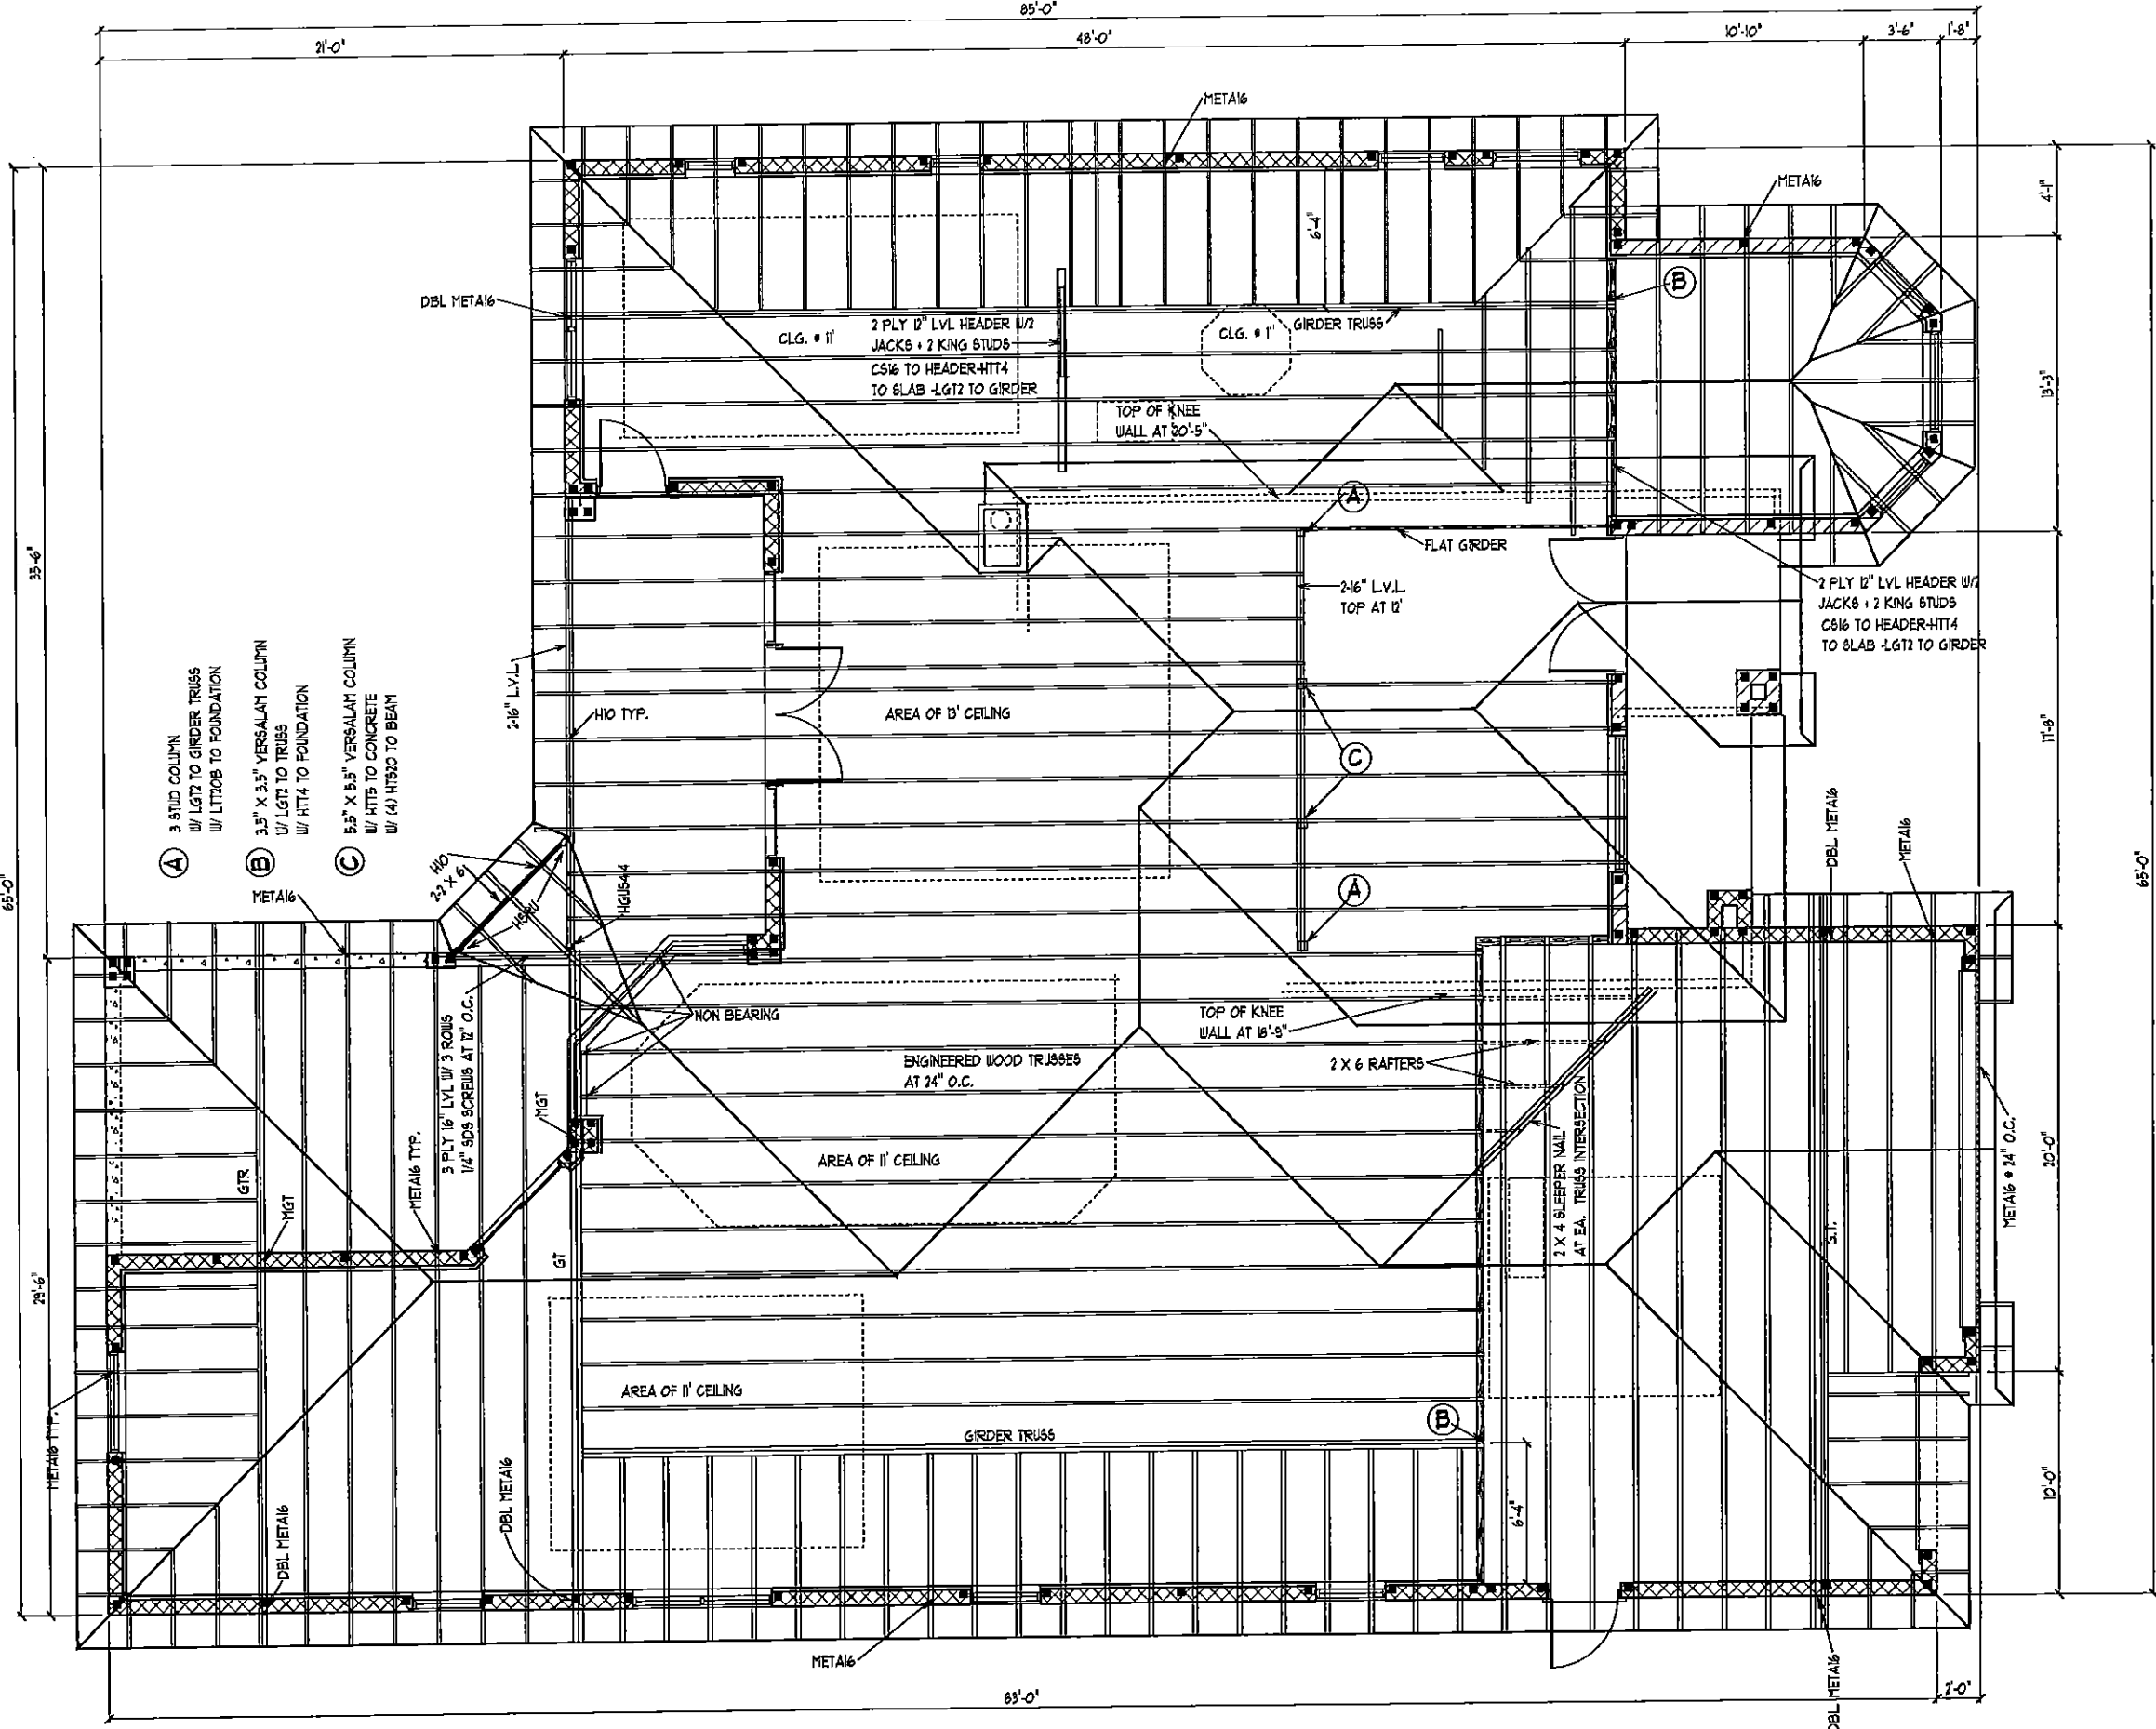 85'-0"
21'-0"
48'-0"
10'-10"
3'-6"
1'-8"
META16
META16
4'-1"
6'-4"
DBL META16
CLG. @ 11'
2 PLY 12" LVL HEADER W/2
JACKS + 2 KING STUDS
CS16 TO HEADER-HTT4
TO SLAB -LGT2 TO GIRDER
GIRDER TRUSS
CLG. @ 11'
B
13'-3"
TOP OF KNEE
WALL AT 20'-5"
A
FLAT GIRDER
35'-6"
65'-0"
65'-0"
2-16" L.V.L.
TOP AT 12'
2 PLY 12" LVL HEADER W/2
JACKS + 2 KING STUDS
CS16 TO HEADER-HTT4
TO SLAB -LGT2 TO GIRDER
A
3 STUD COLUMN
W/ LGT2 TO GIRDER TRUSS
W/ LTT20B TO FOUNDATION
B
3.5" X 3.5" VERSALAM COLUMN
W/ LGT2 TO TRUSS
W/ HTT4 TO FOUNDATION
C
5.5" X 5.5" VERSALAM COLUMN
W/ HTT5 TO CONCRETE
W/ (4) HTS20 TO BEAM
2-16" L.V.L.
H10 TYP.
AREA OF 13' CEILING
C
17'-8"
DBL META16
META16
META16
H10
2-2 X 6
HGUS4.4
A
NON BEARING
TOP OF KNEE
WALL AT 18'-9"
3 PLY 16" LVL W/ 3 ROWS
1/4" SDS SCREWS AT 12" O.C.
ENGINEERED WOOD TRUSSES
AT 24" O.C.
2 X 6 RAFTERS
MGT
AREA OF 11' CEILING
2 X 4 SLEEPER NAIL
AT EA. TRUSS INTERSECTION
META16 @ 24" O.C.
20'-0"
GTR
MGT
META16 TYP.
G.T.
GT
29'-6"
AREA OF 11' CEILING
META16 TYP.
GIRDER TRUSS
B
6'-4"
10'-0"
DBL META16
DBL META16
META16
DBL META16
83'-0"
2'-0"